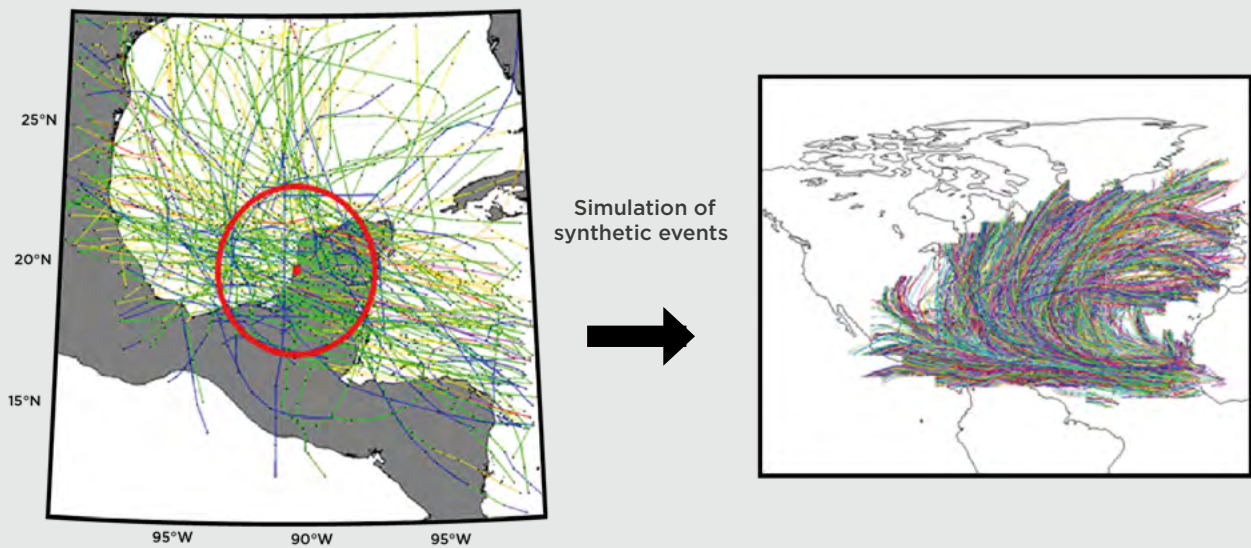 25°N
20°N
15°N
95°W
90°W
95°W
Simulation of
synthetic events